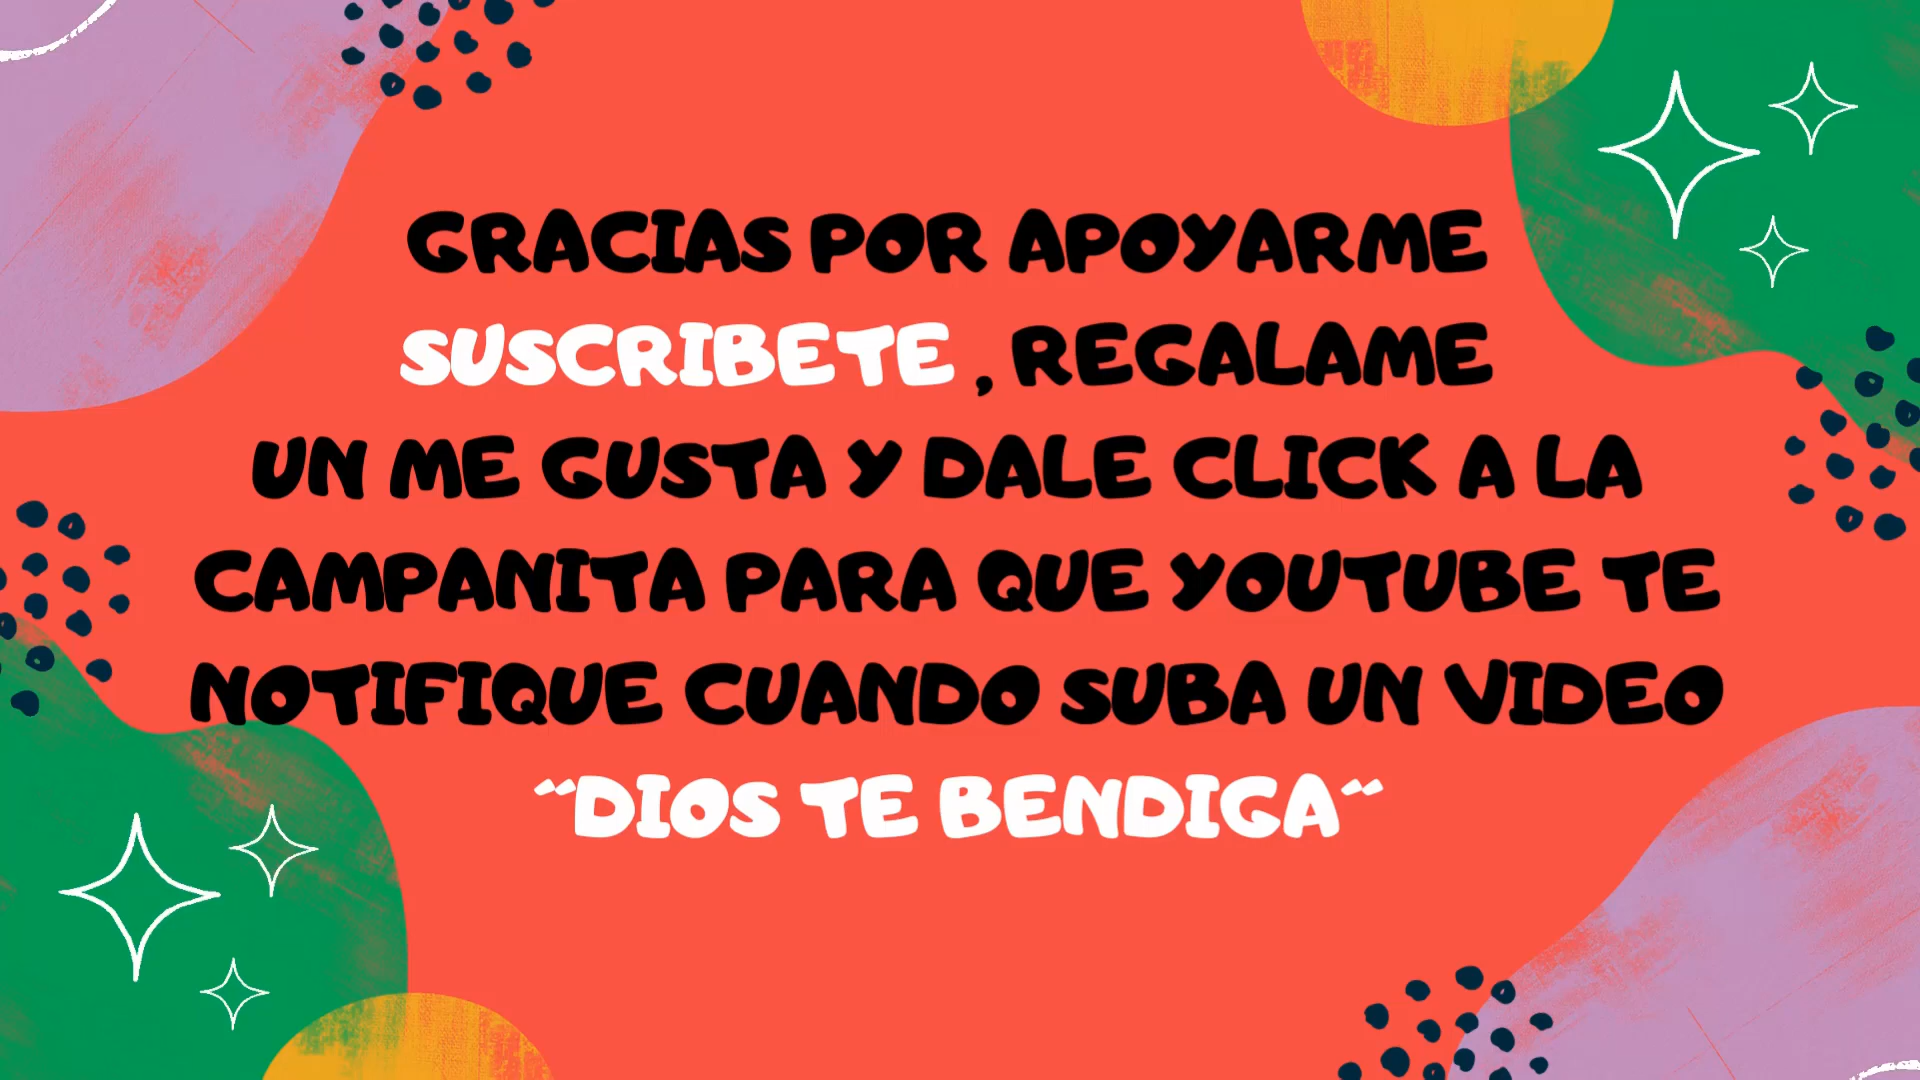 GRACIAS POR APOYARME
SUSCRIBETE , REGALAME
UN ME GUSTA Y DALE CLICK A LA
CAMPANITA PARA QUE YOUTUBE TE
NOTIFIQUE CUANDO SUBA UN VIDEO
"DIOS TE BENDIGA"